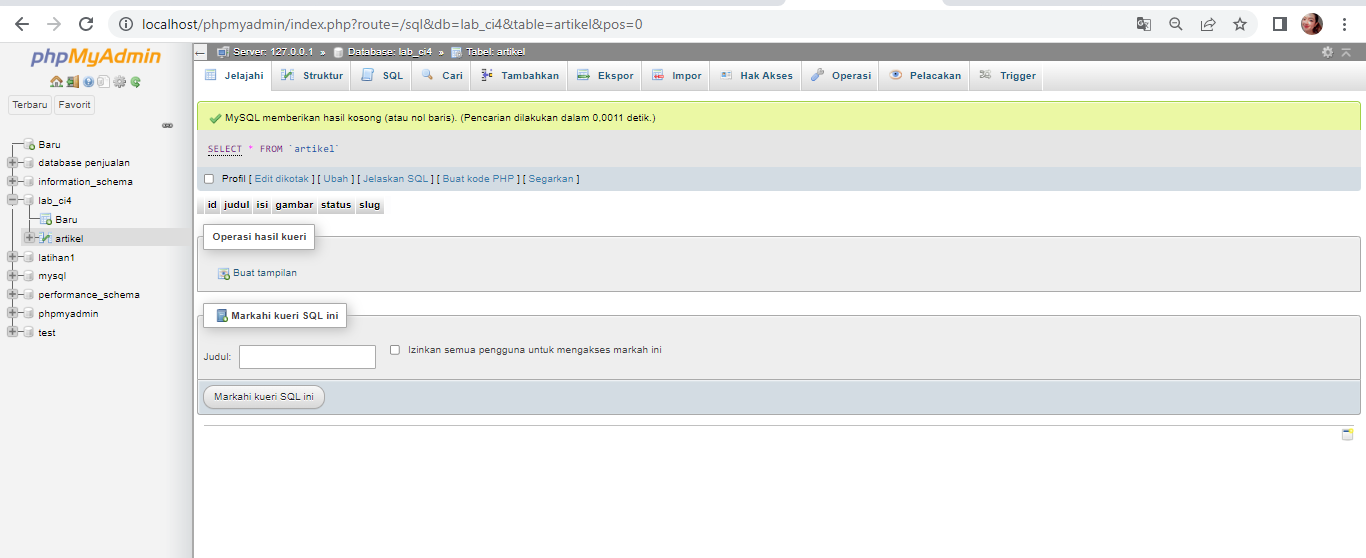 localhost/phpmyadmin/index.php?route=/sql&db=lab_ci4&table=artikel&pos=0
phpMyAdmin
Terbaru Favorit
Baru
database penjualan
information_schema
lab_ci4
Baru
artikel
latihan1
mysql
performance_schema
phpmyadmin
test
Server: 127.0.0.1 » Database: lab_ci4 » Tabel: artikel
Jelajahi Struktur SQL Cari Tambahkan Ekspor Impor Hak Akses Operasi Pelacakan Trigger
MySQL memberikan hasil kosong (atau nol baris). (Pencarian dilakukan dalam 0,0011 detik.)
SELECT * FROM `artikel`
Profil [ Edit dikotak ] [ Ubah ] [ Jelaskan SQL ] [ Buat kode PHP ] [ Segarkan ]
id judul isi gambar status slug
Operasi hasil kueri
Buat tampilan
Markahi kueri SQL ini
Judul: Izinkan semua pengguna untuk mengakses markah ini
Markahi kueri SQL ini